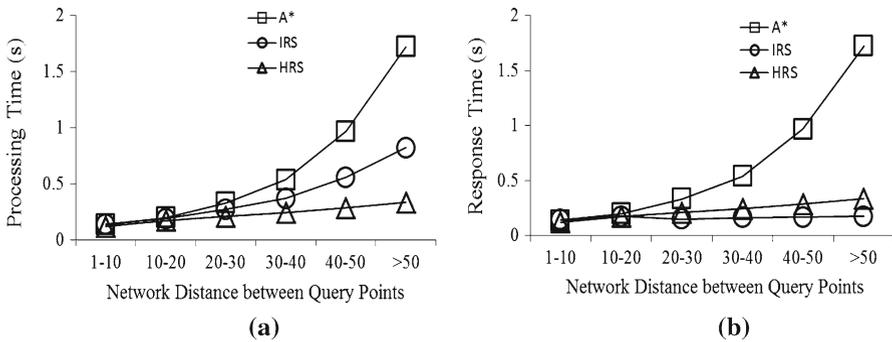 2
1.5
1
0.5
0
Processing Time (s)
A*
IRS
HRS
1-10 10-20 20-30 30-40 40-50 >50
Network Distance between Query Points
(a)
2
1.5
1
0.5
0
Response Time (s)
A*
IRS
HRS
1-10 10-20 20-30 30-40 40-50 >50
Network Distance between Query Points
(b)